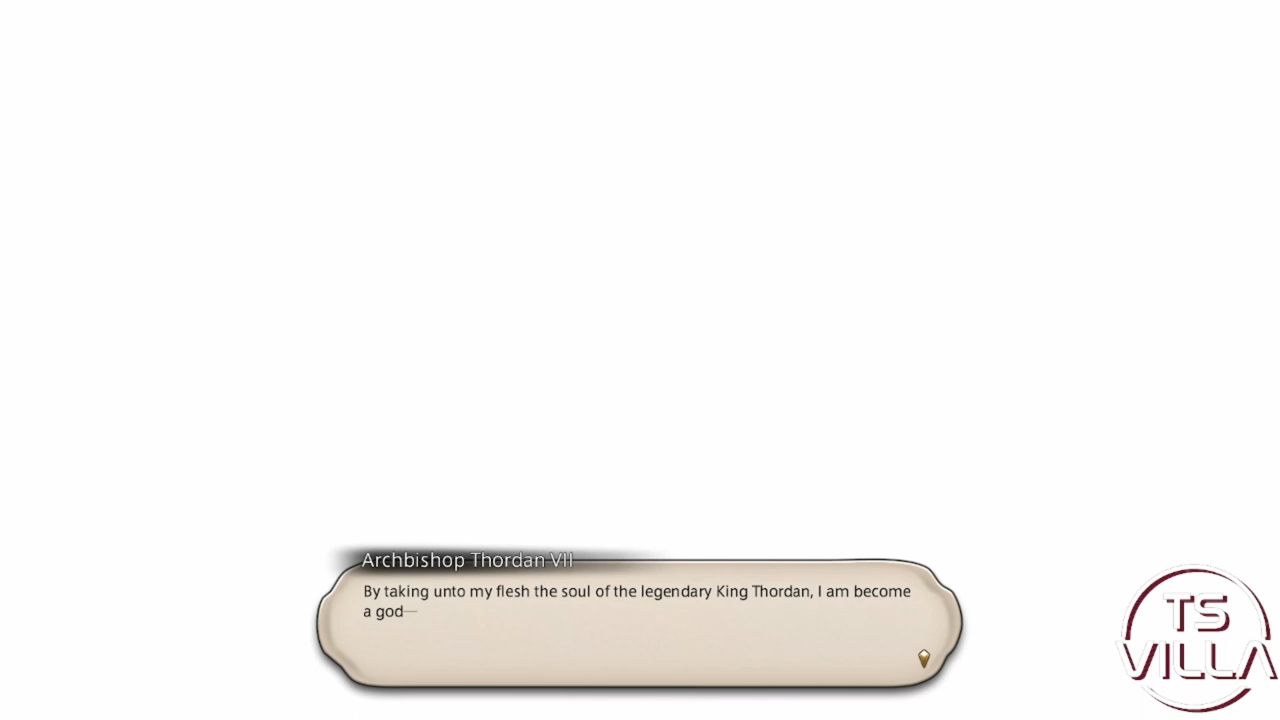 Archbishop Thordan VII
By taking unto my flesh the soul of the legendary King Thordan, I am become
a god—
TS
VILLA